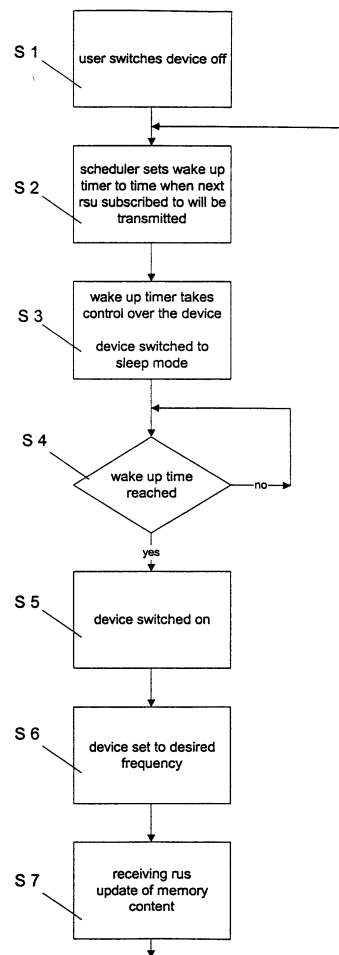 S 1
user switches device off
S 2
scheduler sets wake up
timer to time when next
rsu subscribed to will be
transmitted
S 3
wake up timer takes
control over the device
device switched to
sleep mode
S 4
wake up time
reached
no
yes
S 5
device switched on
S 6
device set to desired
frequency
S 7
receiving rus
update of memory
content